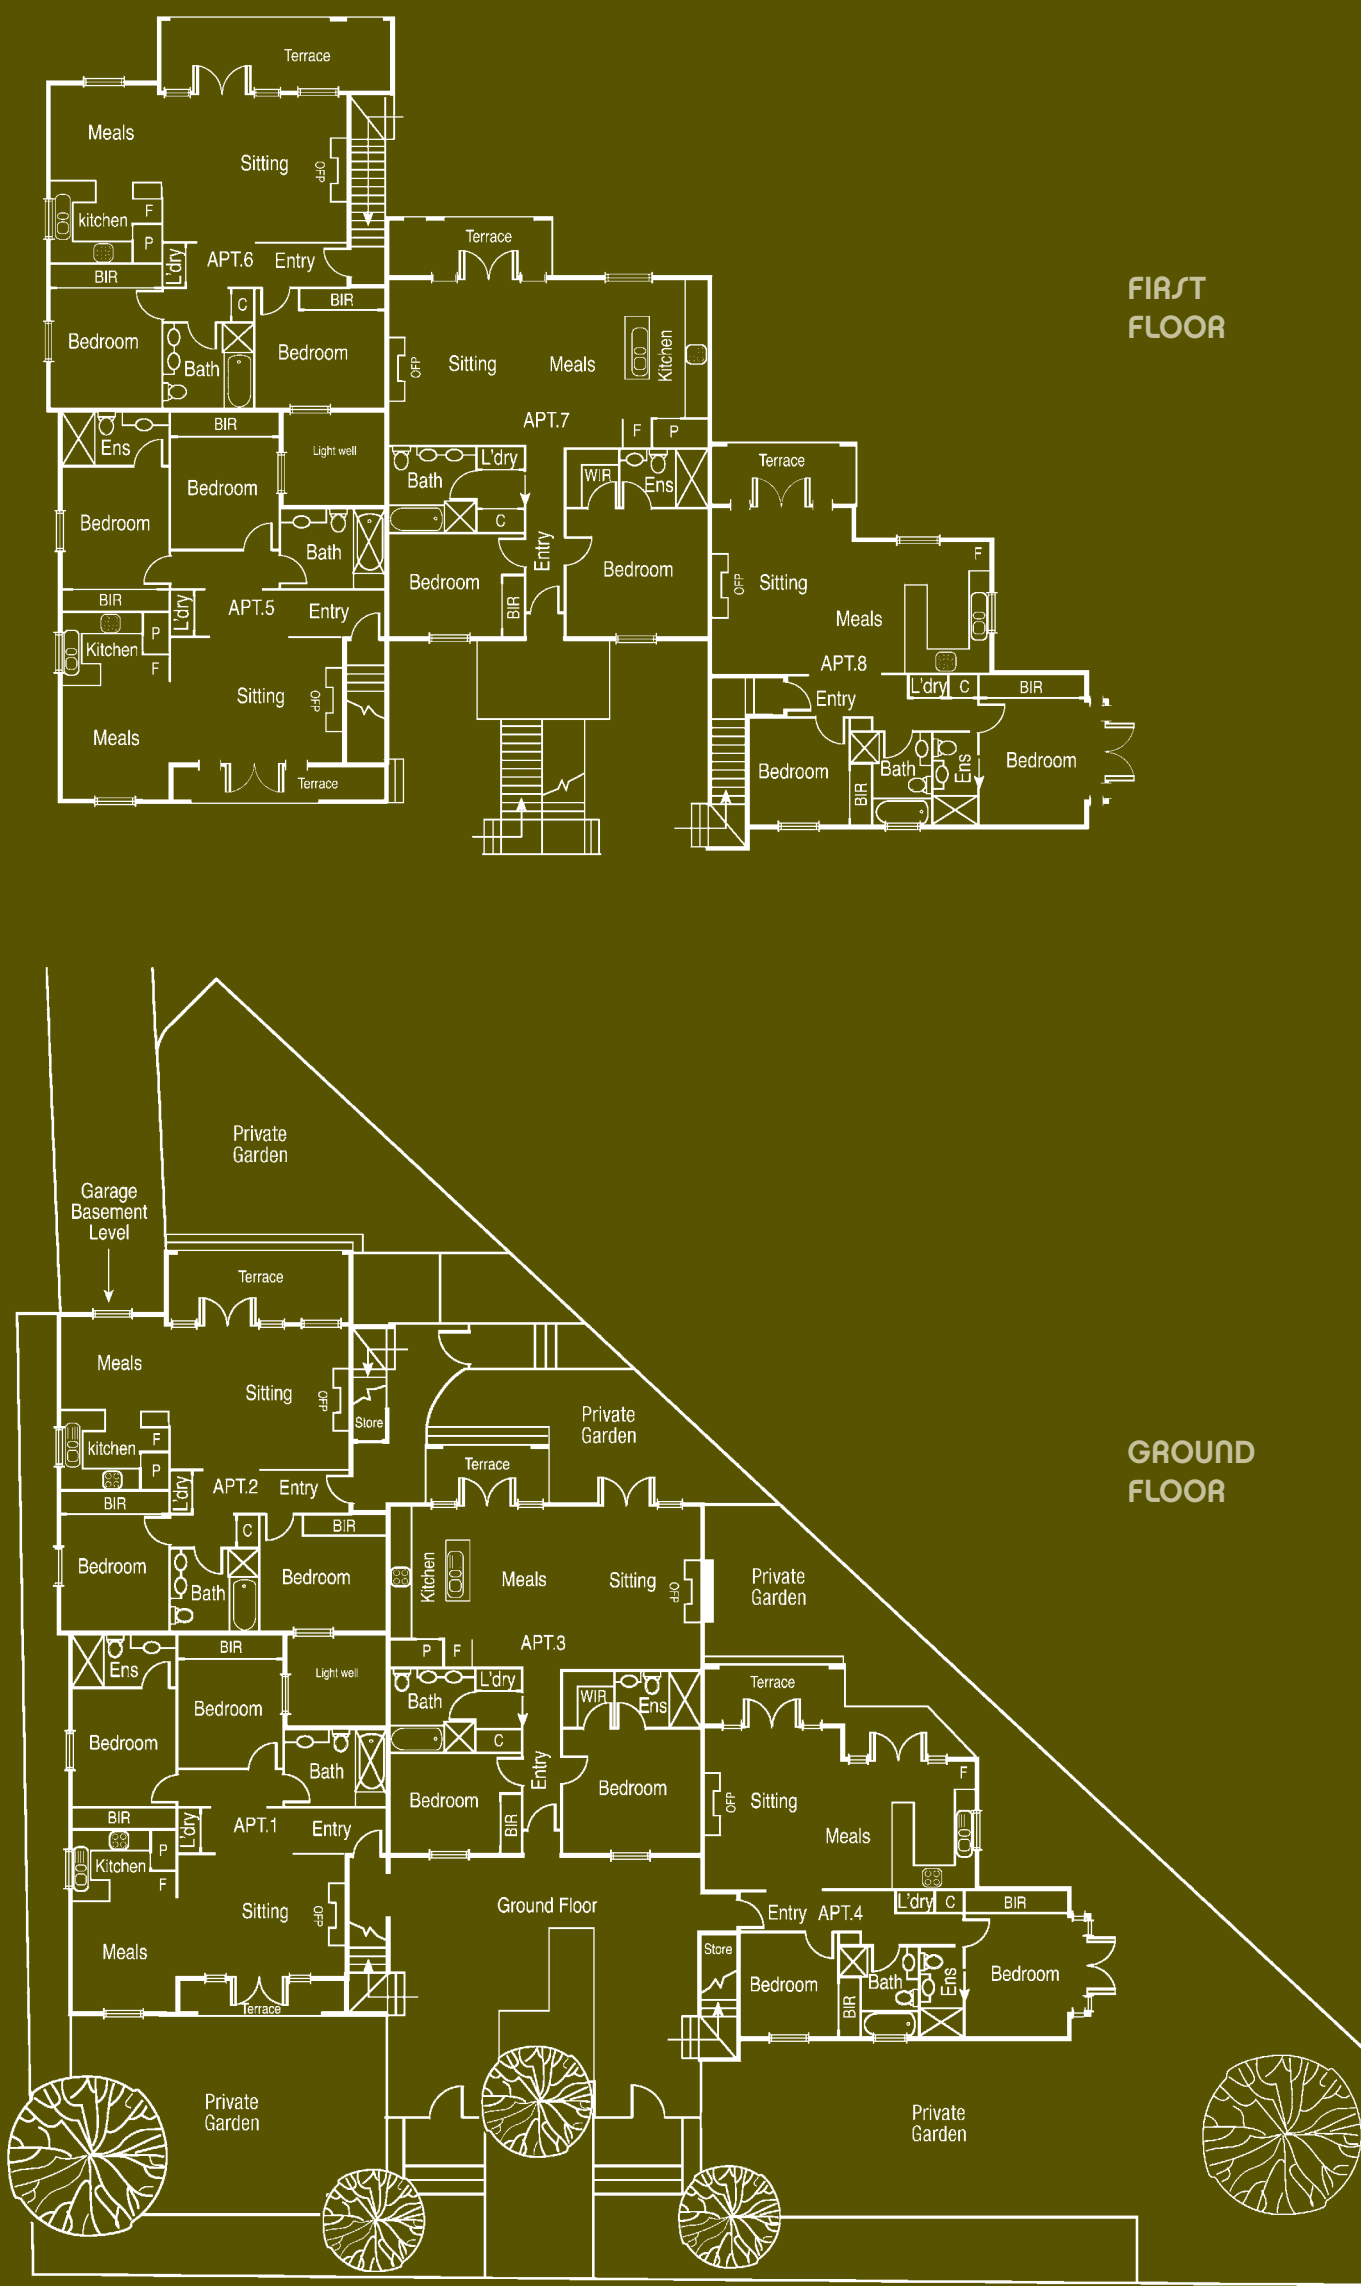 Terrace
Meals
Sitting
OFP
kitchen
F
P
L'dry
APT.6
Entry
BIR
C
BIR
Bedroom
Bath
Bedroom
Terrace
OFP
Sitting
Meals
Kitchen
APT.7
F
P
FIRST
FLOOR
Ens
BIR
Light well
Bedroom
Bedroom
Bath
BIR
L'dry
APT.5
Entry
Kitchen
P
F
Sitting
OFP
Meals
Terrace
Bath
L'dry
WIR
Ens
C
Entry
Bedroom
Bedroom
BIR
Terrace
F
OFP
Sitting
Meals
APT.8
L'dry
C
BIR
Entry
Bedroom
BIR
Bath
Ens
Bedroom
Private
Garden
Garage
Basement
Level
Terrace
Meals
Sitting
OFP
Store
kitchen
F
P
L'dry
APT.2
Entry
BIR
C
BIR
Bedroom
Bath
Bedroom
Private
Garden
Terrace
Kitchen
Meals
Sitting
OFP
P
F
APT.3
Private
Garden
GROUND
FLOOR
Ens
BIR
Light well
Bedroom
Bedroom
Bath
BIR
L'dry
APT.1
Entry
Kitchen
P
F
Sitting
OFP
Meals
Terrace
Bath
L'dry
WIR
Ens
C
Entry
Bedroom
Bedroom
BIR
Ground Floor
Terrace
F
OFP
Sitting
Meals
L'dry
C
BIR
Entry
APT.4
Store
Bedroom
BIR
Bath
Ens
Bedroom
Private
Garden
Private
Garden